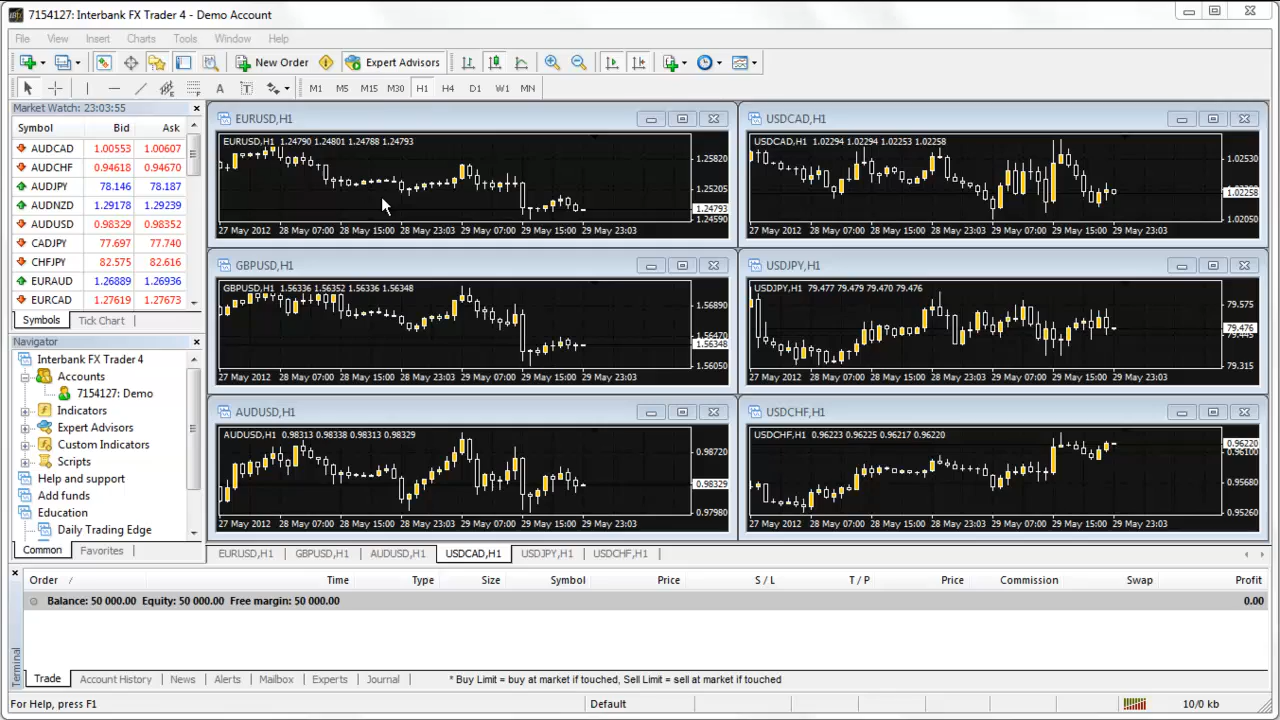 7154127: Interbank FX Trader 4 - Demo Account
File View Insert Charts Tools Window Help
New Order Expert Advisors
A T M1 M5 M15 M30 H1 H4 D1 W1 MN
Market Watch: 23:03:55
Symbol Bid Ask
AUDCAD 1.00553 1.00607
AUDCHF 0.94618 0.94670
AUDJPY 78.146 78.187
AUDNZD 1.29178 1.29239
AUDUSD 0.98329 0.98352
CADJPY 77.697 77.740
CHFJPY 82.575 82.616
EURAUD 1.26889 1.26936
EURCAD 1.27619 1.27673
Symbols Tick Chart
Navigator
Interbank FX Trader 4
Accounts
7154127: Demo
Indicators
Expert Advisors
Custom Indicators
Scripts
Help and support
Add funds
Education
Daily Trading Edge
Common Favorites
EURUSD,H1
EURUSD,H1 1.24790 1.24801 1.24788 1.24793
1.25820
1.25205
1.24793
1.24590
27 May 2012 28 May 07:00 28 May 15:00 28 May 23:03 29 May 07:00 29 May 15:00 29 May 23:03
USDCAD,H1
USDCAD,H1 1.02294 1.02294 1.02253 1.02258
1.02530
1.02258
1.02050
27 May 2012 28 May 07:00 28 May 15:00 28 May 23:03 29 May 07:00 29 May 15:00 29 May 23:03
GBPUSD,H1
GBPUSD,H1 1.56336 1.56352 1.56336 1.56348
1.56890
1.56470
1.56348
1.56050
27 May 2012 28 May 07:00 28 May 15:00 28 May 23:03 29 May 07:00 29 May 15:00 29 May 23:03
USDJPY,H1
USDJPY,H1 79.477 79.479 79.470 79.476
79.575
79.476
79.315
27 May 2012 28 May 07:00 28 May 15:00 28 May 23:03 29 May 07:00 29 May 15:00 29 May 23:03
AUDUSD,H1
AUDUSD,H1 0.98313 0.98338 0.98313 0.98329
0.98720
0.98329
0.97980
27 May 2012 28 May 07:00 28 May 15:00 28 May 23:03 29 May 07:00 29 May 15:00 29 May 23:03
USDCHF,H1
USDCHF,H1 0.96223 0.96225 0.96217 0.96220
0.96220
0.96100
0.95680
0.95260
27 May 2012 28 May 07:00 28 May 15:00 28 May 23:03 29 May 07:00 29 May 15:00 29 May 23:03
EURUSD,H1 GBPUSD,H1 AUDUSD,H1 USDCAD,H1 USDJPY,H1 USDCHF,H1
Order / Time Type Size Symbol Price S / L T / P Price Commission Swap Profit
Balance: 50 000.00 Equity: 50 000.00 Free margin: 50 000.00 0.00
Terminal
Trade Account History News Alerts Mailbox Experts Journal * Buy Limit = buy at market if touched, Sell Limit = sell at market if touched
For Help, press F1 Default 10/0 kb